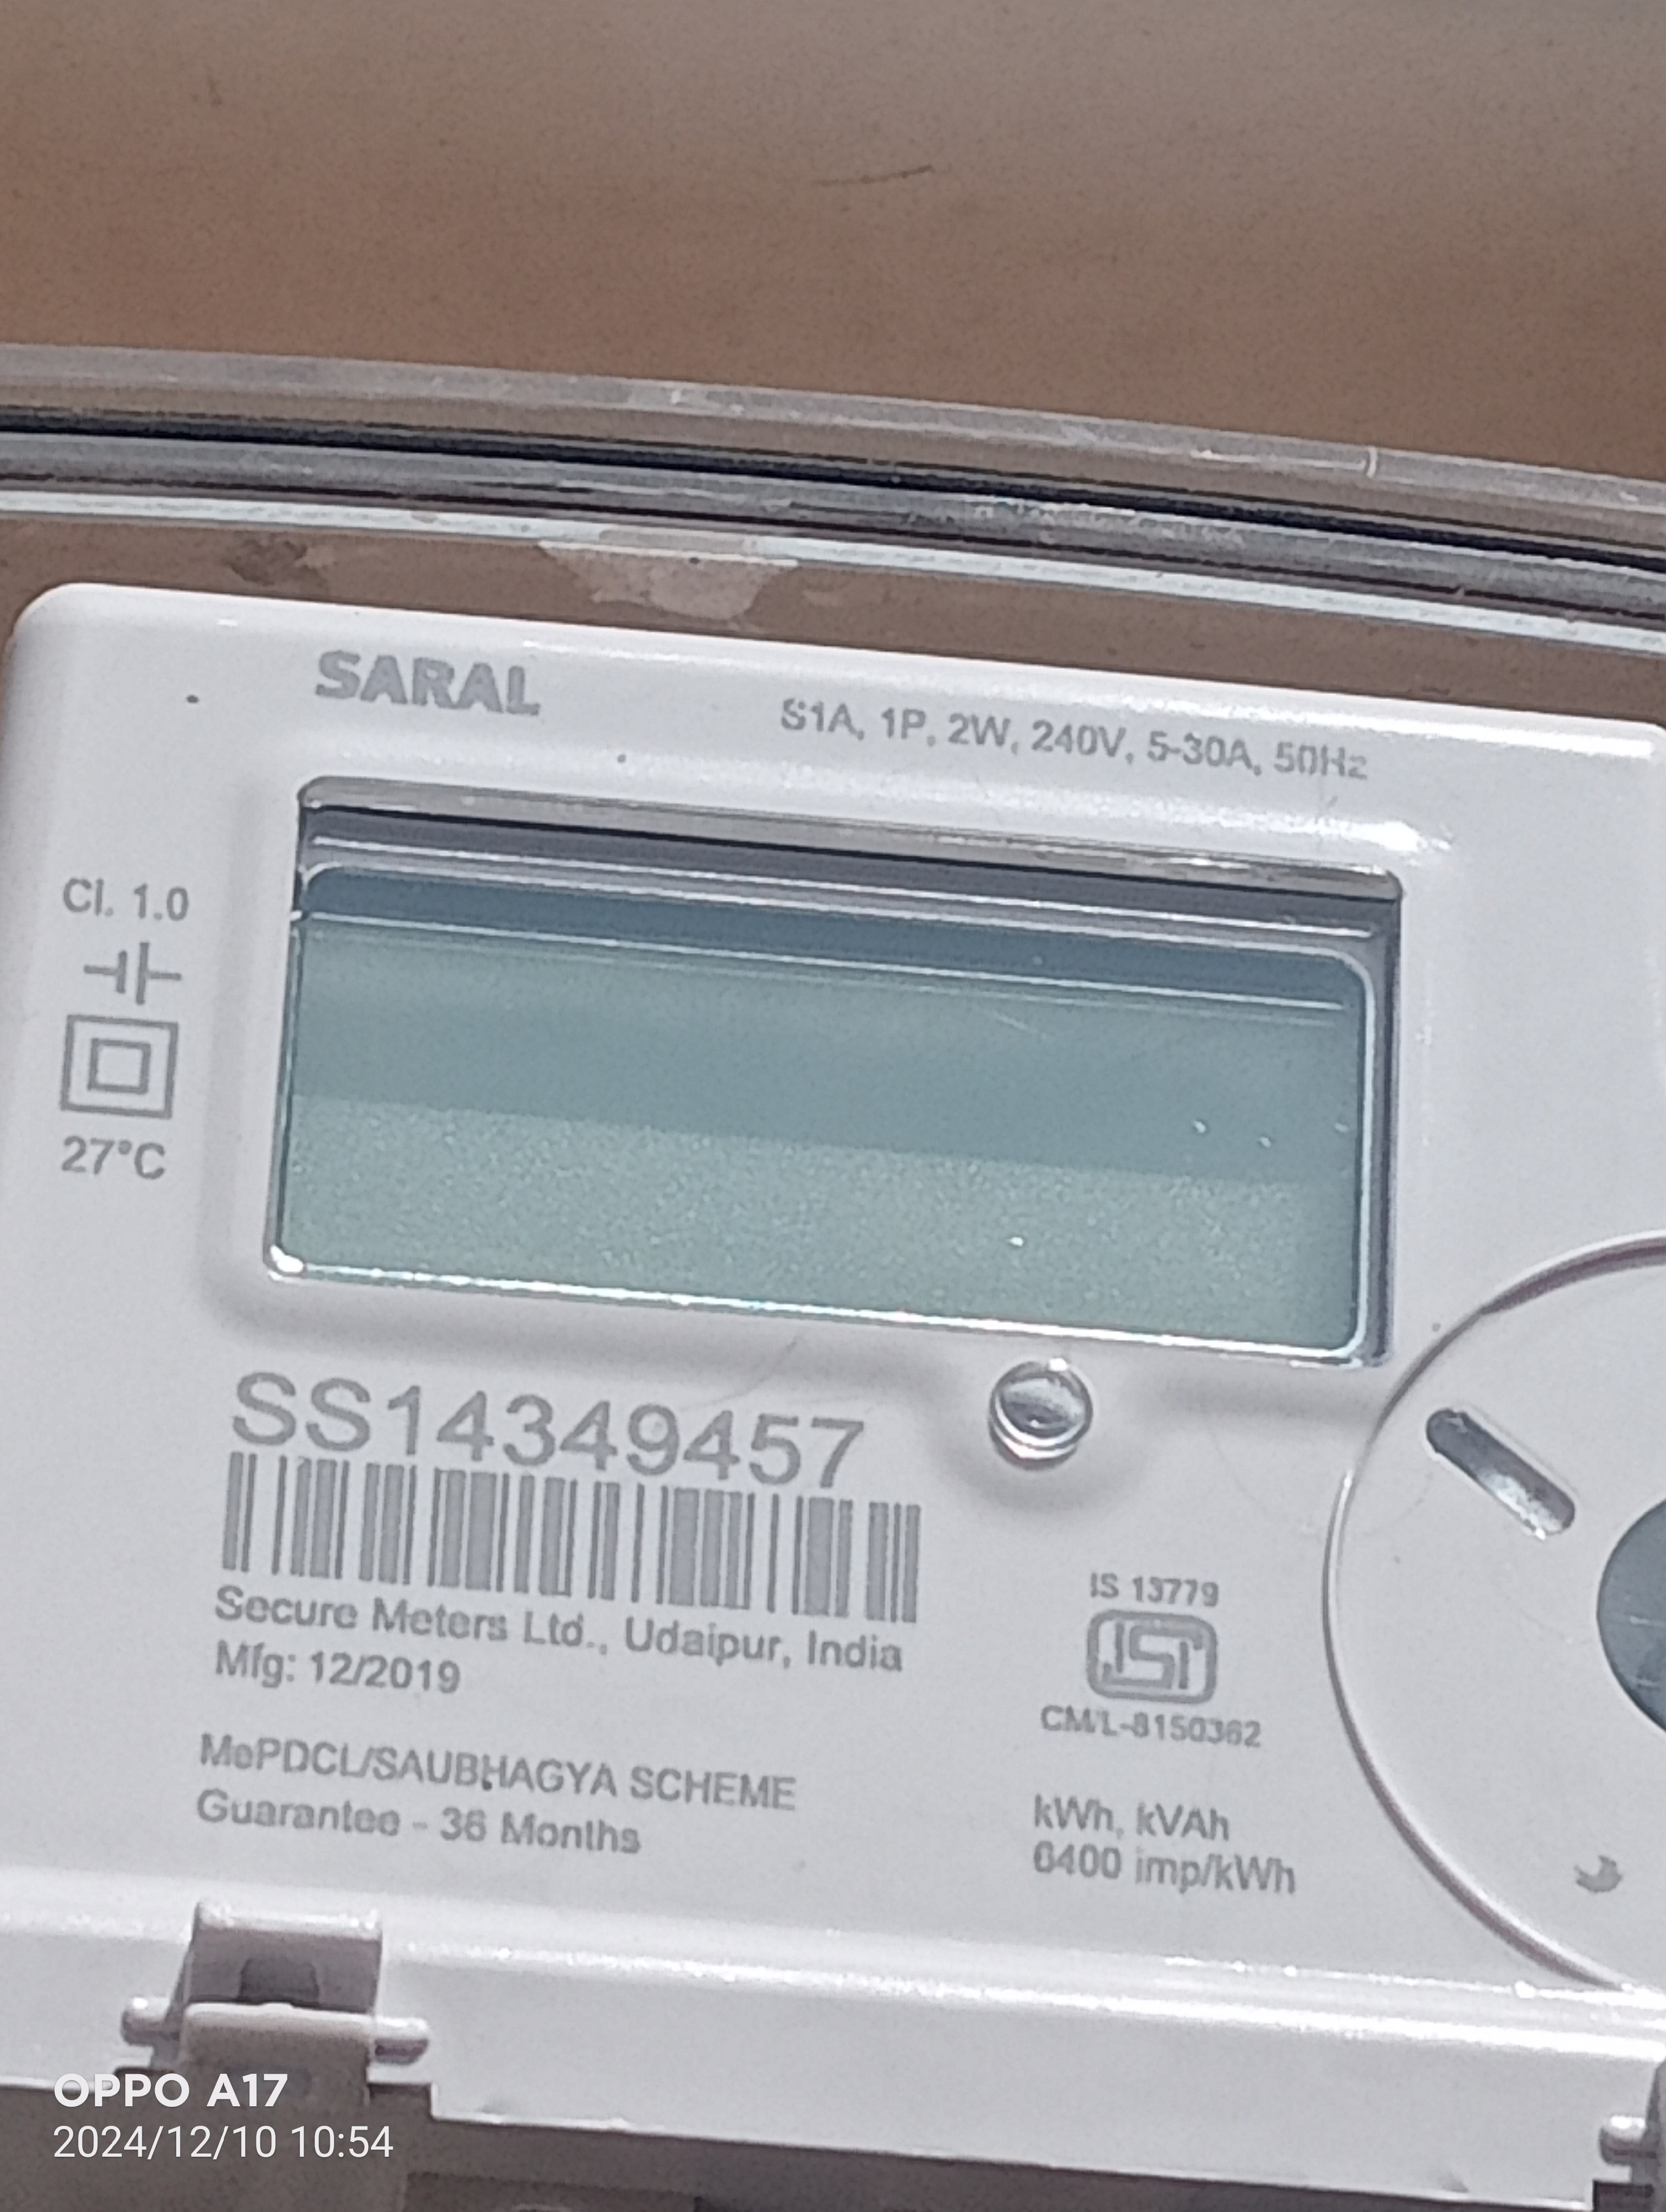 SARAL
S1A, 1P, 2W, 240V, 5-30A, 50Hz
Cl. 1.0
27°C
SS14349457
Secure Meters Ltd., Udaipur, India
Mfg: 12/2019
MePDCL/SAUBHAGYA SCHEME
Guarantee - 36 Months
IS 13779
ISI
CM/L-8150362
kWh, kVAh
6400 imp/kWh
OPPO A17
2024/12/10 10:54